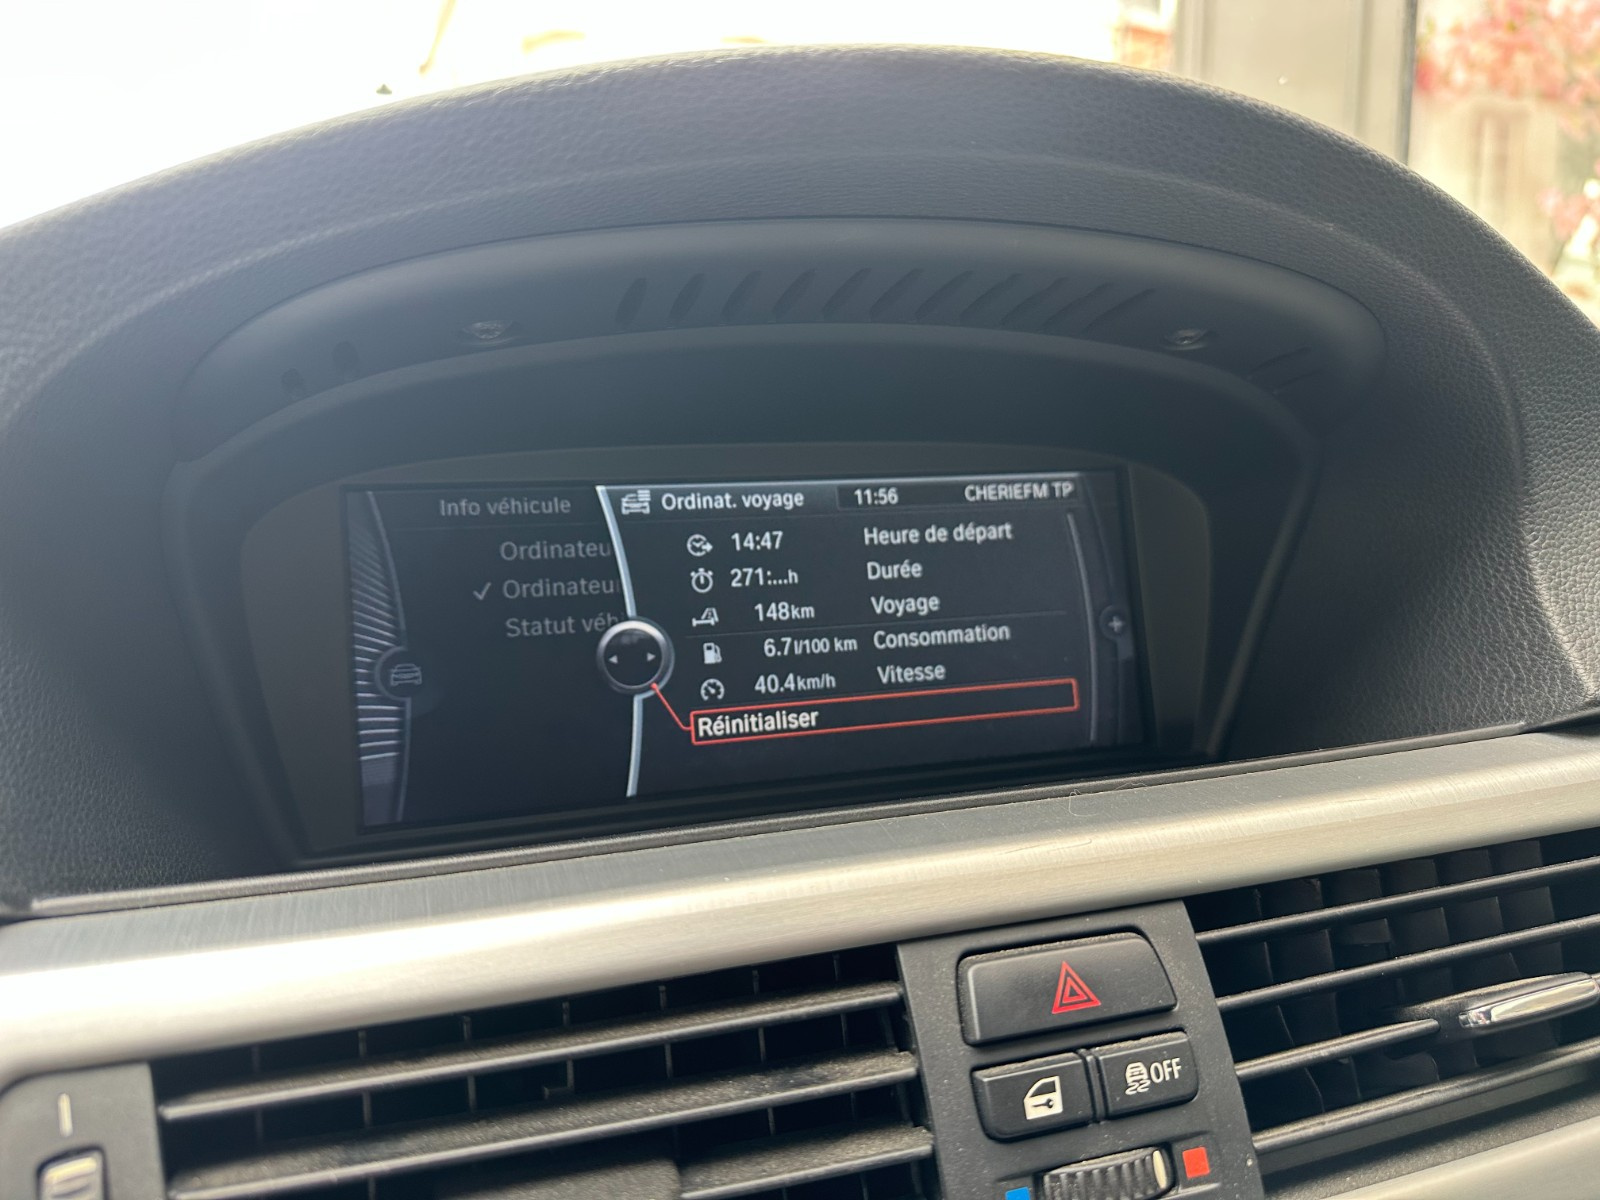 Info véhicule
Ordinateu
Ordinateu
Statut véh
Ordinat. voyage 11:56 CHERIEFM TP
14:47 Heure de départ
271:...h Durée
148km Voyage
6.7l/100 km Consommation
40.4km/h Vitesse
Réinitialiser
OFF